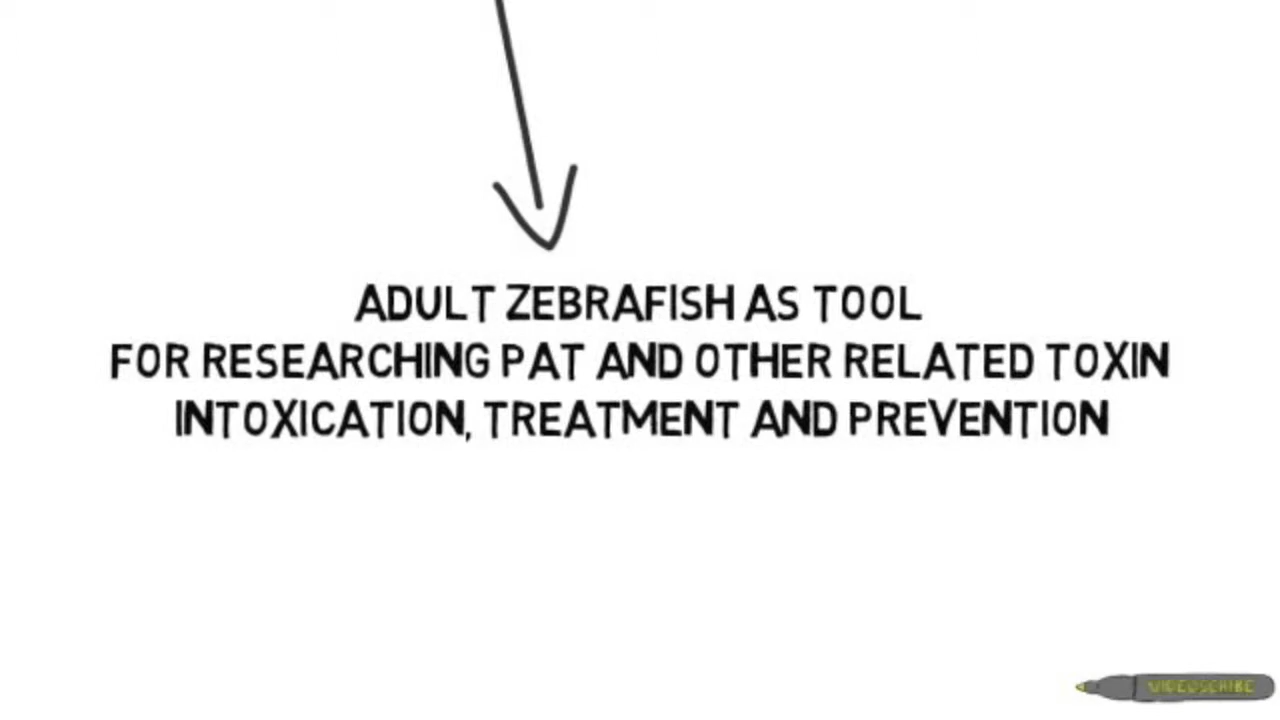 ADULT ZEBRAFISH AS TOOL
FOR RESEARCHING PAT AND OTHER RELATED TOXIN
INTOXICATION, TREATMENT AND PREVENTION
VIDEOSCRIBE